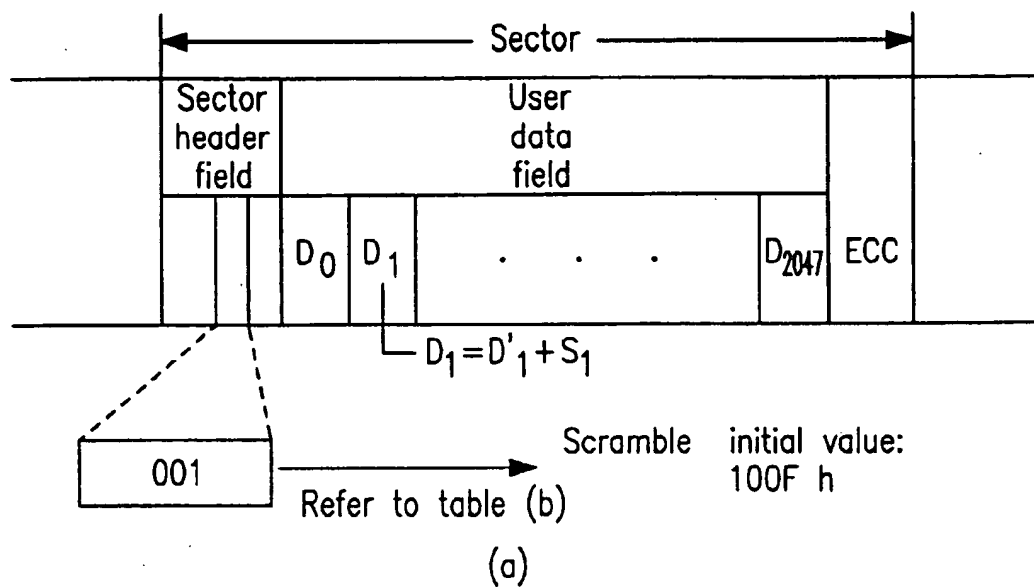 Sector
Sector
header
field
User
data
field
D0 D1 . . . D2047 ECC
D1=D'1+S1
001
Refer to table (b)
Scramble initial value:
100F h
(a)